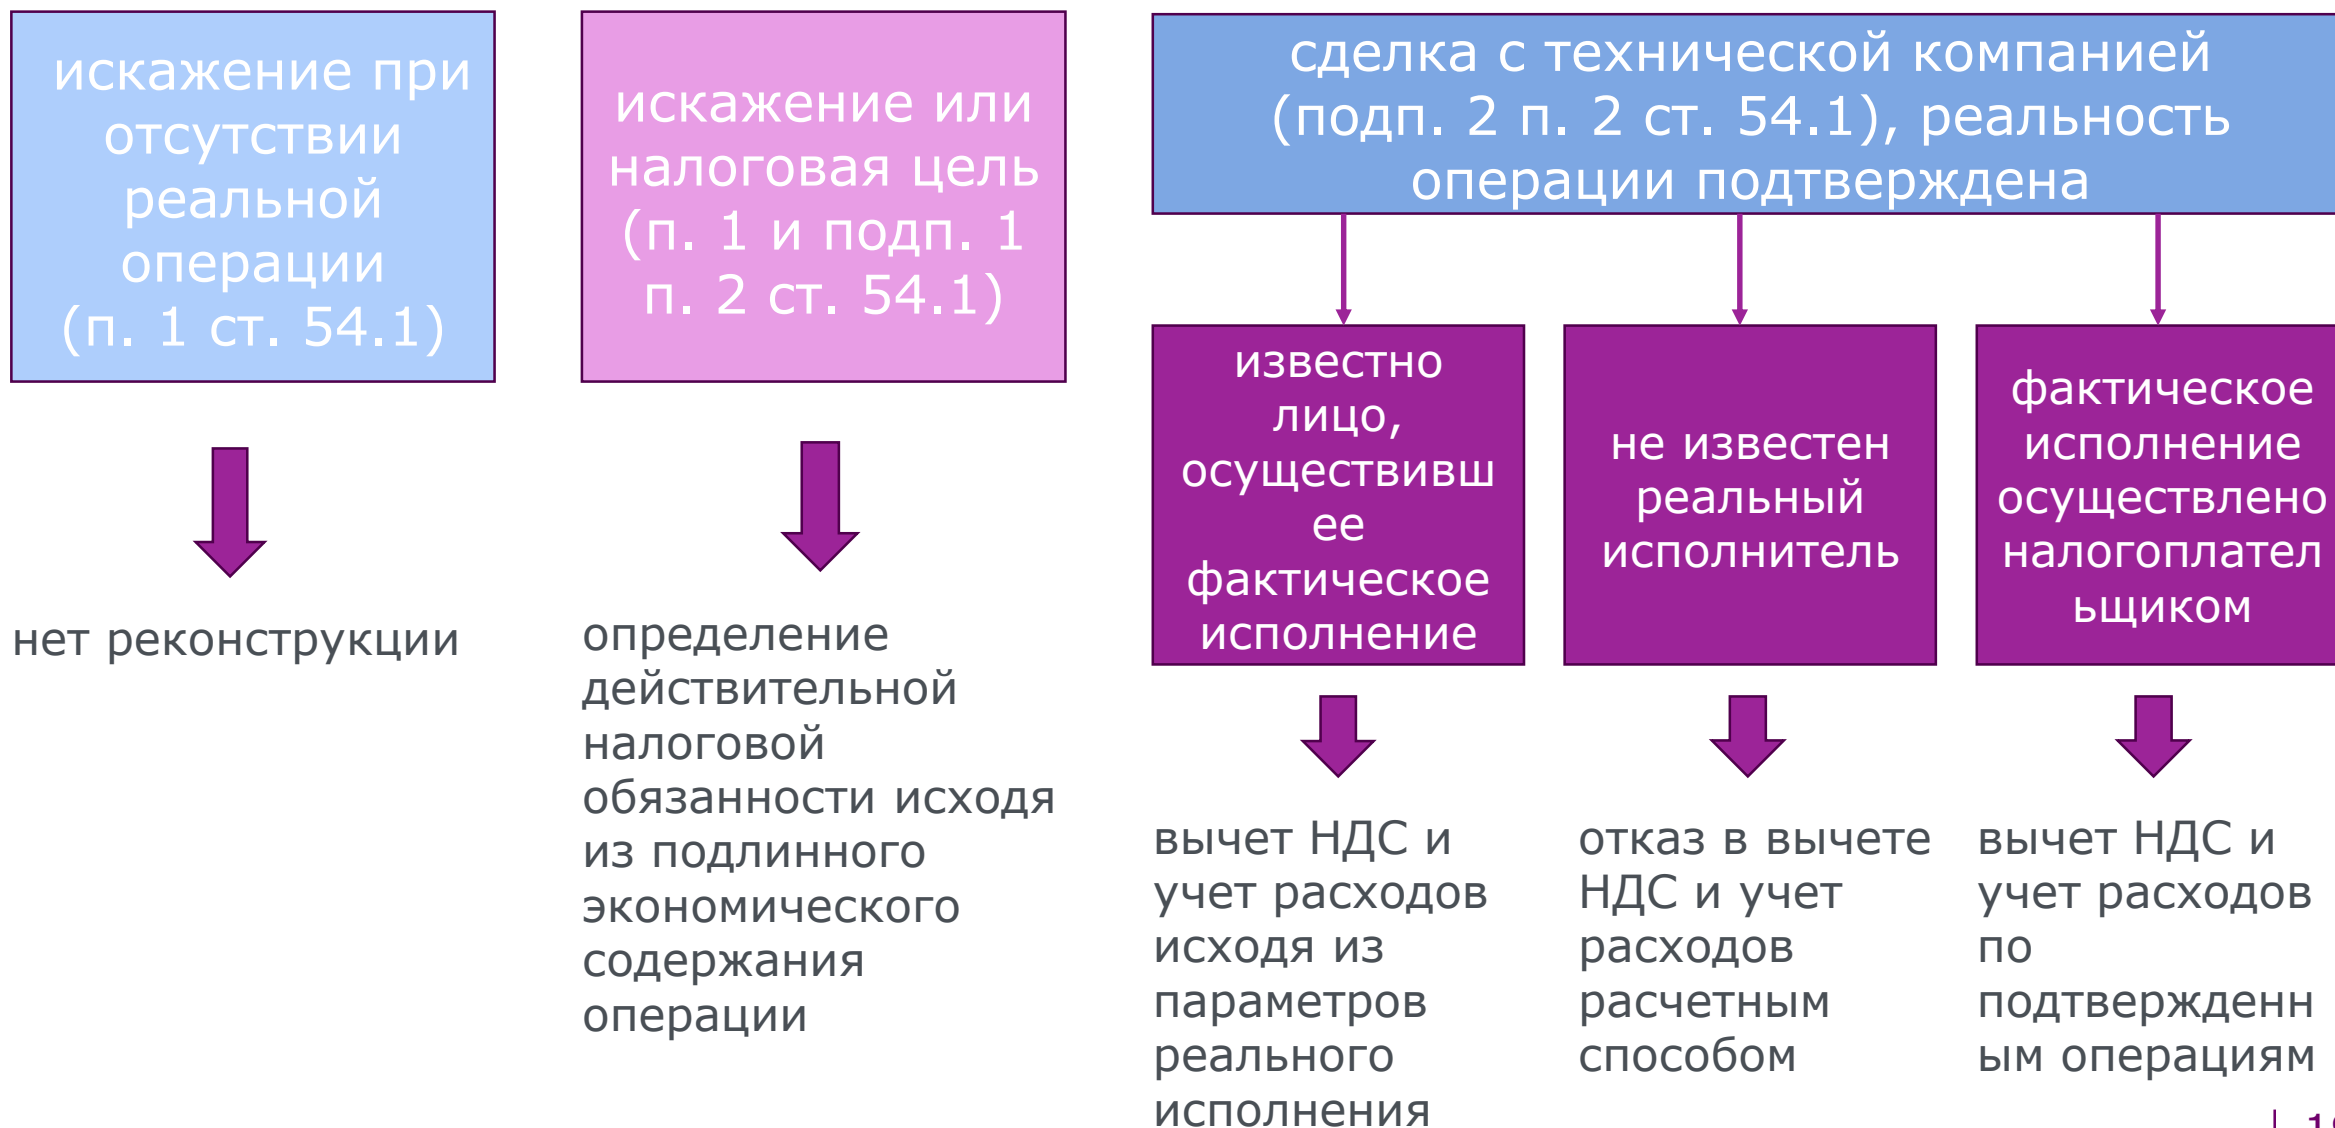 искажение при
отсутствии
реальной
операции
(п. 1 ст. 54.1)
нет реконструкции
искажение или
налоговая цель
(п. 1 и подп. 1
п. 2 ст. 54.1)
определение
действительной
налоговой
обязанности исходя
из подлинного
экономического
содержания
операции
сделка с технической компанией
(подп. 2 п. 2 ст. 54.1), реальность
операции подтверждена
известно
лицо,
осуществивш
ее
фактическое
исполнение
вычет НДС и
учет расходов
исходя из
параметров
реального
исполнения
не известен
реальный
исполнитель
отказ в вычете
НДС и учет
расходов
расчетным
способом
фактическое
исполнение
осуществлено
налогоплател
ьщиком
вычет НДС и
учет расходов
по
подтвержденн
ым операциям